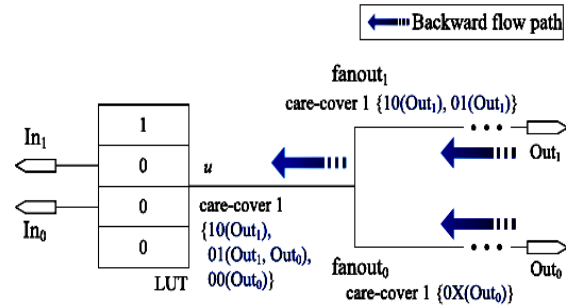 Backward flow path
fanout1
care-cover 1 {10(Out1), 01(Out1)}
Out1
In1
1
0
0
0
In0
u
care-cover 1
{10(Out1),
01(Out1, Out0),
00(Out0)}
LUT
Out0
fanout0
care-cover 1 {0X(Out0)}